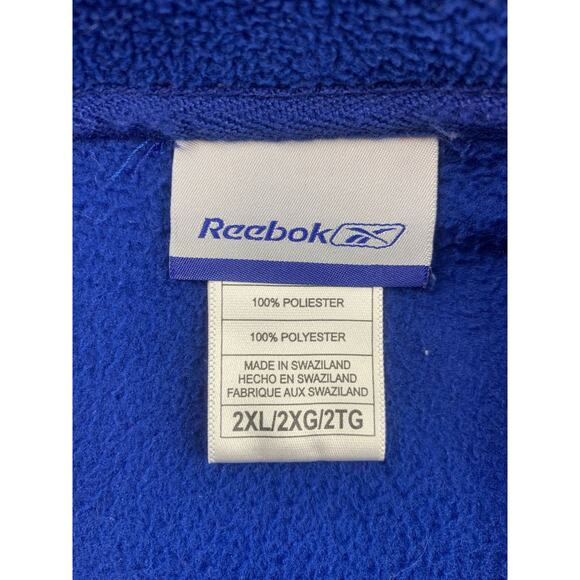 Reebok
100% POLIESTER
100% POLYESTER
MADE IN SWAZILAND
HECHO EN SWAZILAND
FABRIQUE AUX SWAZILAND
2XL/2XG/2TG